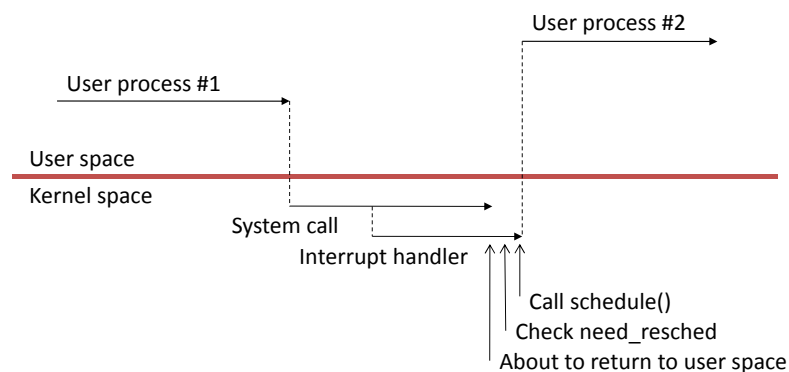 User process #2
User process #1
User space
Kernel space
System call
Interrupt handler
Call schedule()
Check need_resched
About to return to user space